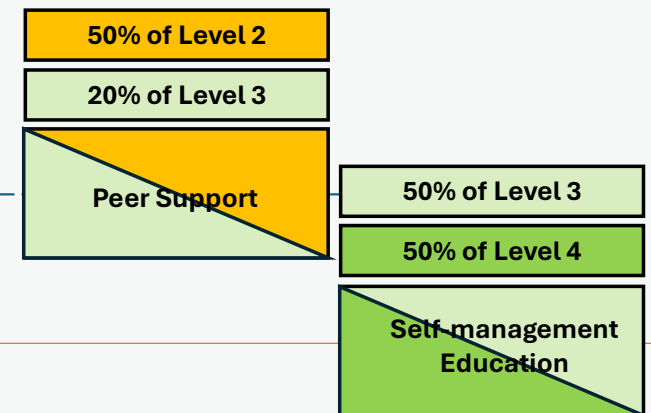 50% of Level 2
20% of Level 3
Peer Support
50% of Level 3
50% of Level 4
Self-management
Education